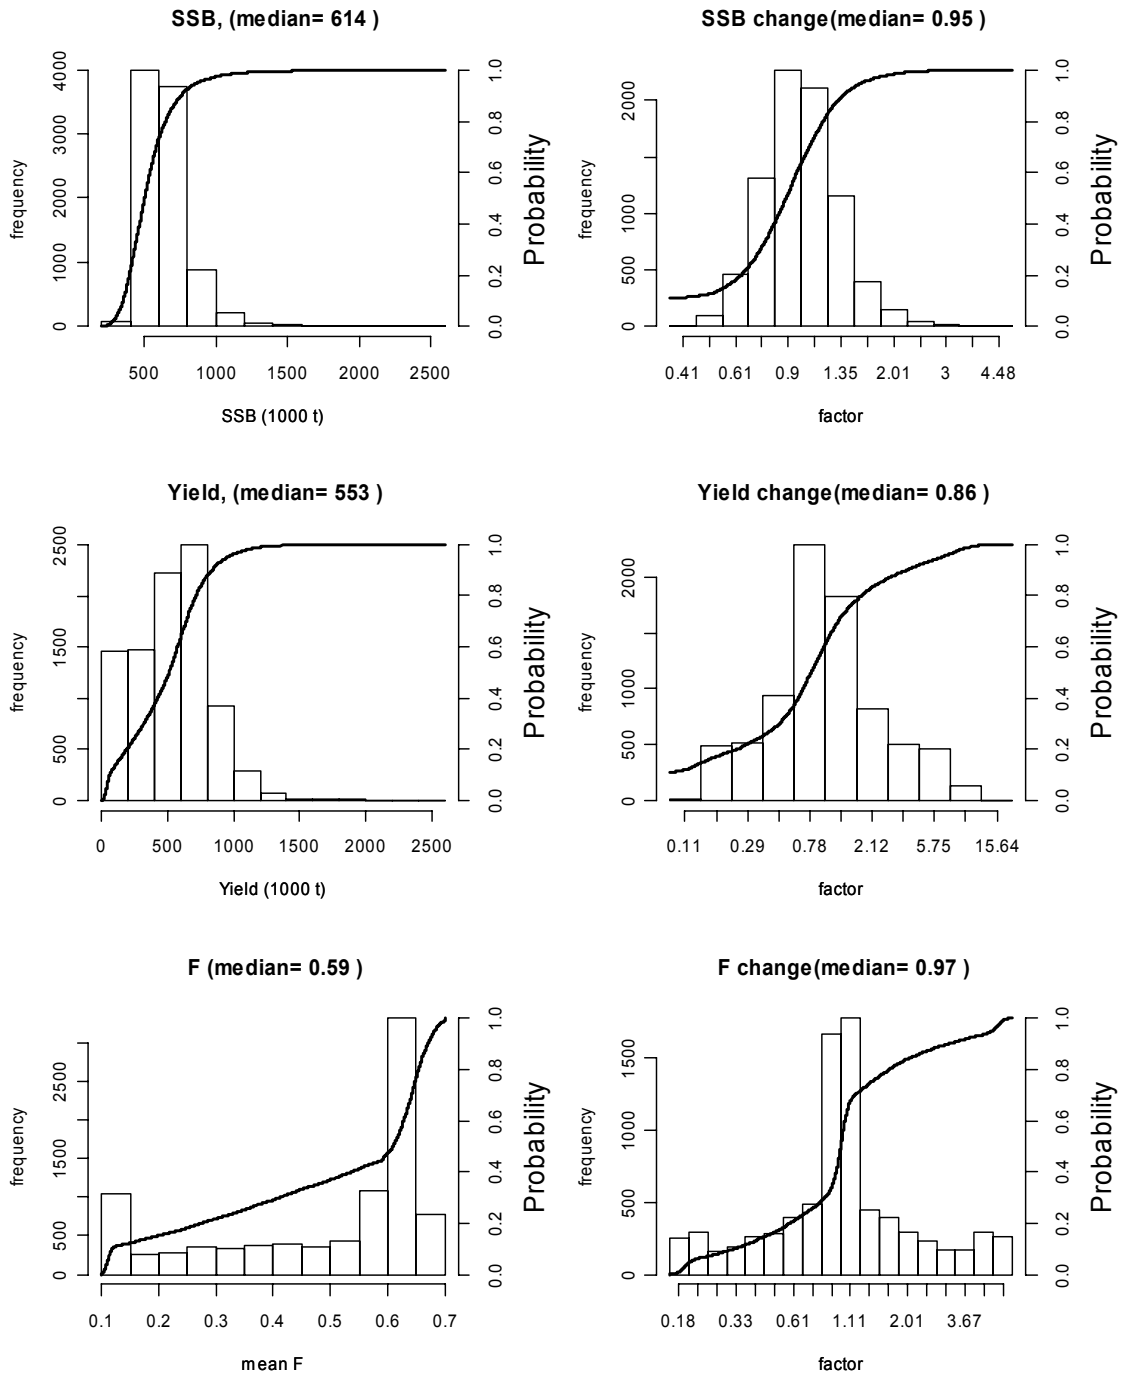 SSB, (median= 614 )
frequency
0 1000 2000 3000 4000
0.0 0.2 0.4 0.6 0.8 1.0
Probability
500 1000 1500 2000 2500
SSB (1000 t)
SSB change(median= 0.95 )
frequency
0 500 1000 2000
0.0 0.2 0.4 0.6 0.8 1.0
Probability
0.41 0.61 0.9 1.35 2.01 3 4.48
factor
Yield, (median= 553 )
frequency
0 500 1500 2500
0.0 0.2 0.4 0.6 0.8 1.0
Probability
0 500 1000 1500 2000 2500
Yield (1000 t)
Yield change(median= 0.86 )
frequency
0 500 1000 2000
0.0 0.2 0.4 0.6 0.8 1.0
Probability
0.11 0.29 0.78 2.12 5.75 15.64
factor
F (median= 0.59 )
frequency
0 500 1500 2500
0.0 0.2 0.4 0.6 0.8 1.0
Probability
0.1 0.2 0.3 0.4 0.5 0.6 0.7
mean F
F change(median= 0.97 )
frequency
0 500 1000 1500
0.0 0.2 0.4 0.6 0.8 1.0
Probability
0.18 0.33 0.61 1.11 2.01 3.67
factor